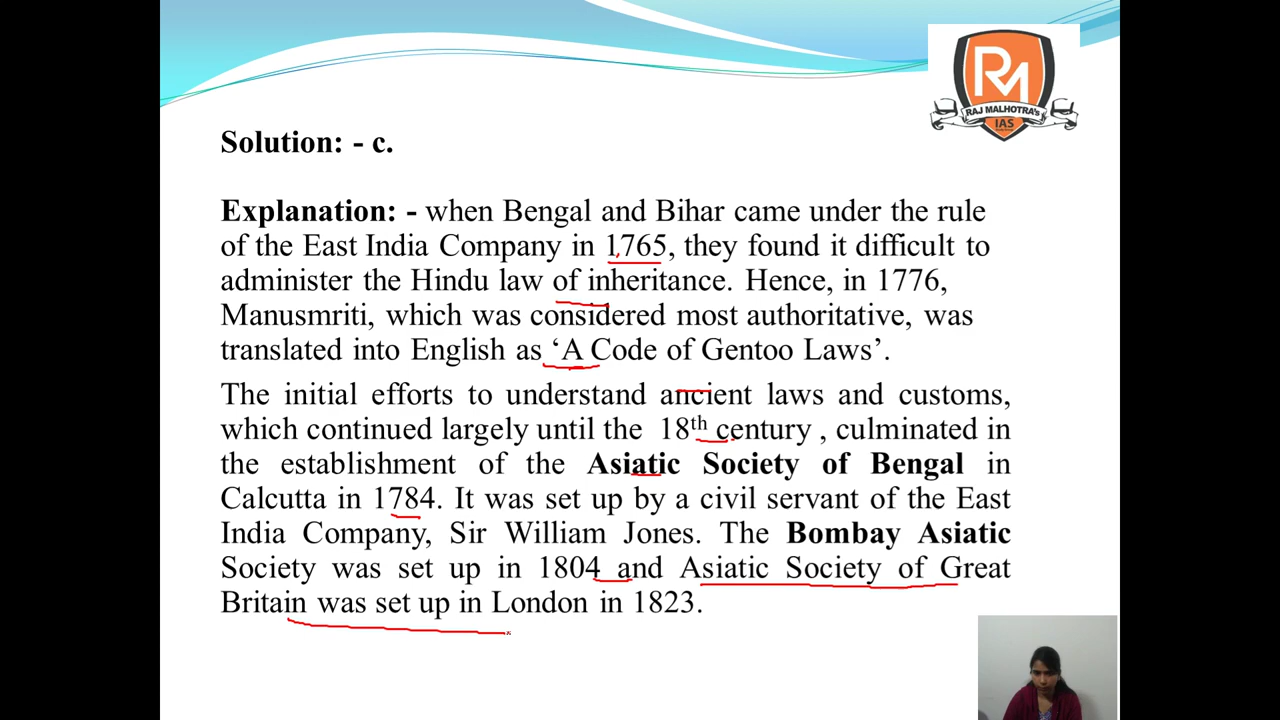 RM
RAJ MALHOTRA's
IAS
Solution: - c.
Explanation: - when Bengal and Bihar came under the rule
of the East India Company in 1765, they found it difficult to
administer the Hindu law of inheritance. Hence, in 1776,
Manusmriti, which was considered most authoritative, was
translated into English as ‘A Code of Gentoo Laws’.
The initial efforts to understand ancient laws and customs,
which continued largely until the 18th century , culminated in
the establishment of the Asiatic Society of Bengal in
Calcutta in 1784. It was set up by a civil servant of the East
India Company, Sir William Jones. The Bombay Asiatic
Society was set up in 1804 and Asiatic Society of Great
Britain was set up in London in 1823.